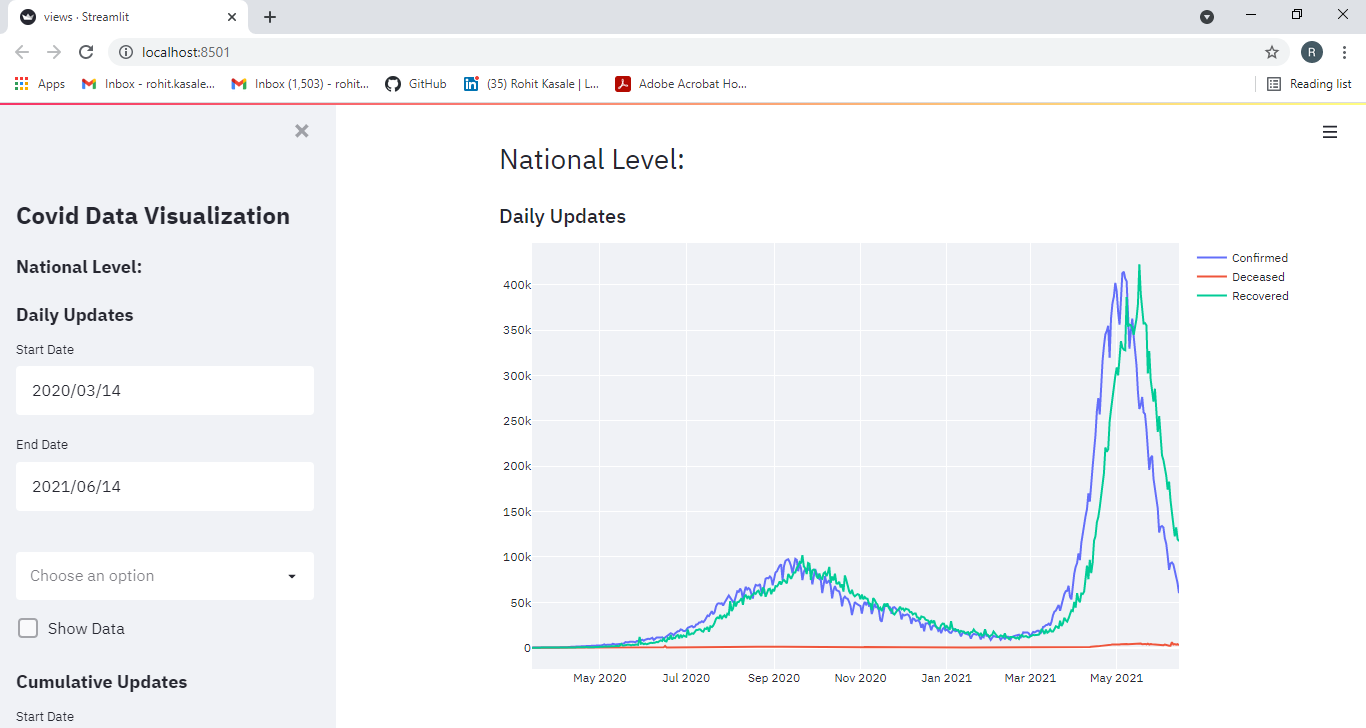 views · Streamlit
localhost:8501
R
Apps
Inbox - rohit.kasale...
Inbox (1,503) - rohit...
GitHub
(35) Rohit Kasale | L...
Adobe Acrobat Ho...
Reading list
Covid Data Visualization
National Level:
Daily Updates
Start Date
2020/03/14
End Date
2021/06/14
Choose an option
Show Data
Cumulative Updates
Start Date
National Level:
Daily Updates
Confirmed
Deceased
Recovered
400k
350k
300k
250k
200k
150k
100k
50k
0
May 2020
Jul 2020
Sep 2020
Nov 2020
Jan 2021
Mar 2021
May 2021